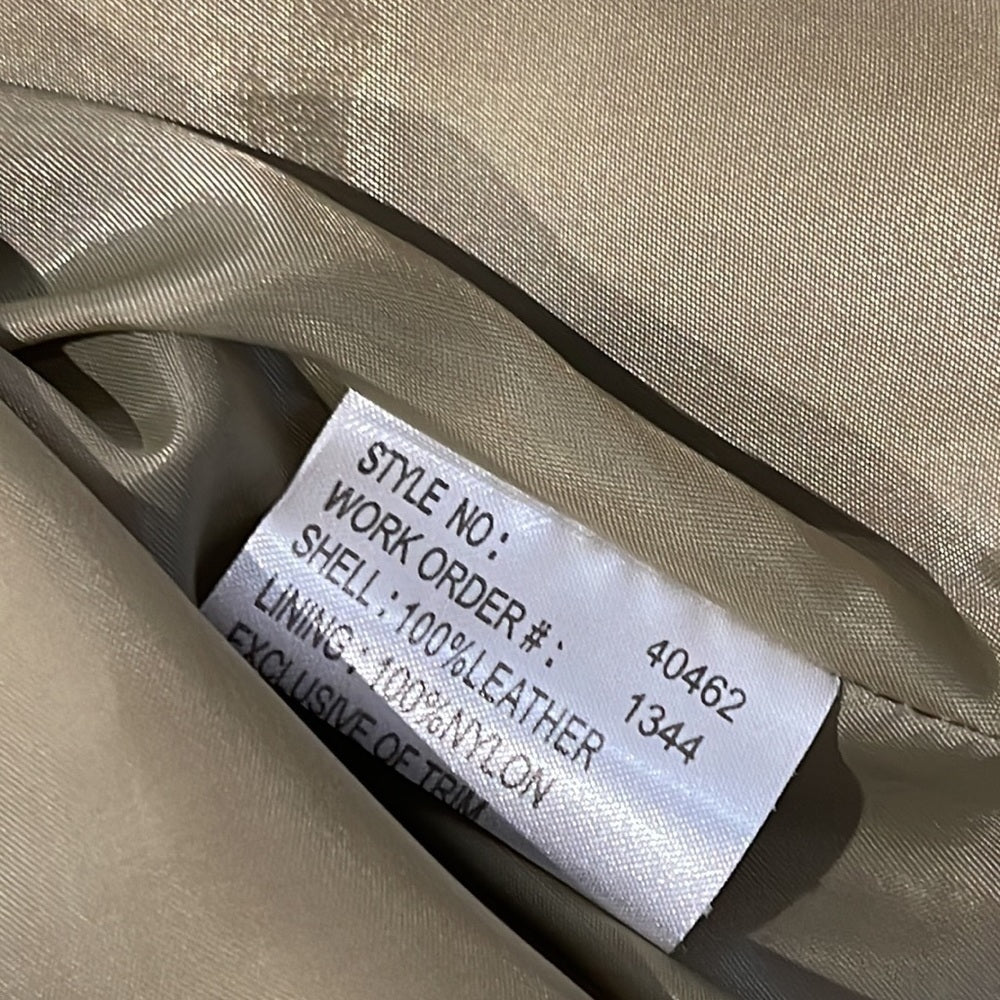 STYLE NO: 40462
WORK ORDER#: 1344
SHELL: 100%LEATHER
LINING: 100%NYLON
EXCLUSIVE OF TRIM